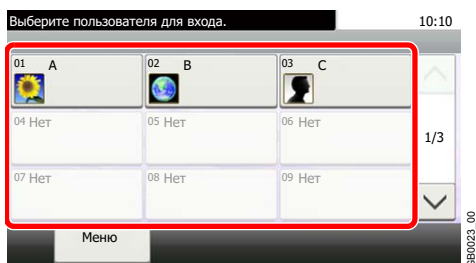 Выберите пользователя для входа. 10:10
01 A 02 B 03 C
04 Нет 05 Нет 06 Нет
1/3
07 Нет 08 Нет 09 Нет
Меню
GB0023_00